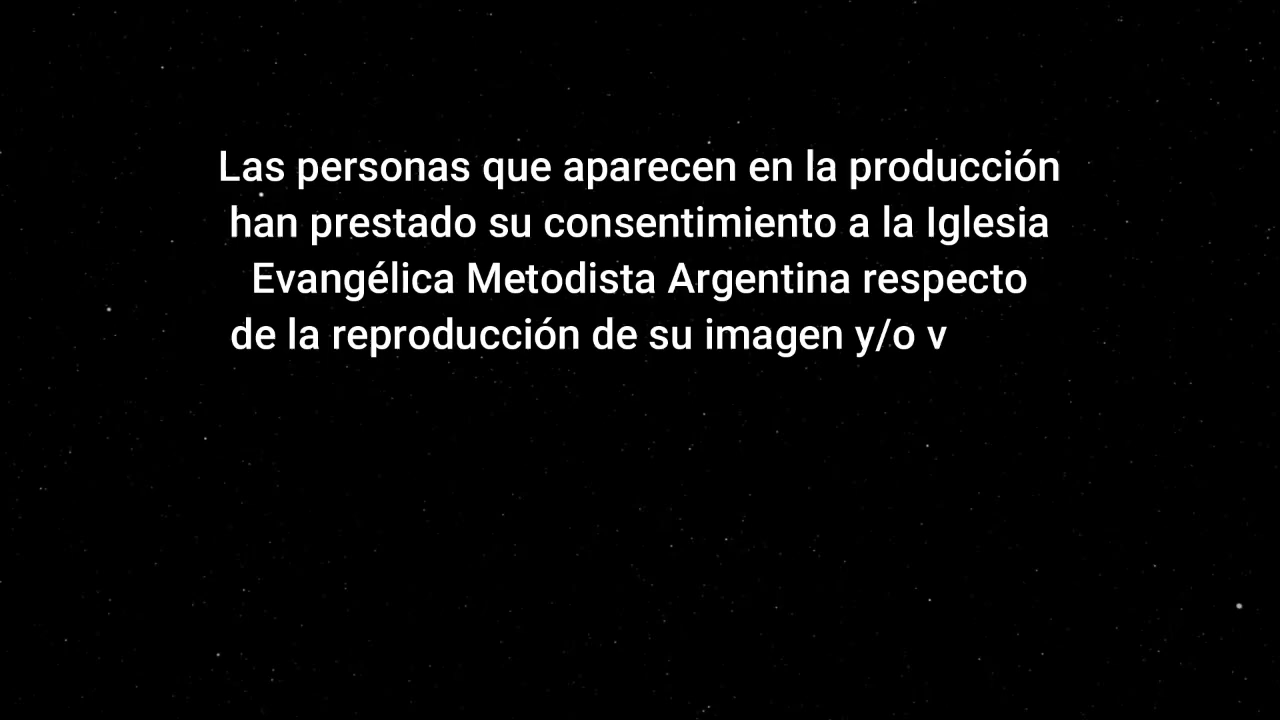 Las personas que aparecen en la producción
han prestado su consentimiento a la Iglesia
Evangélica Metodista Argentina respecto
de la reproducción de su imagen y/o v